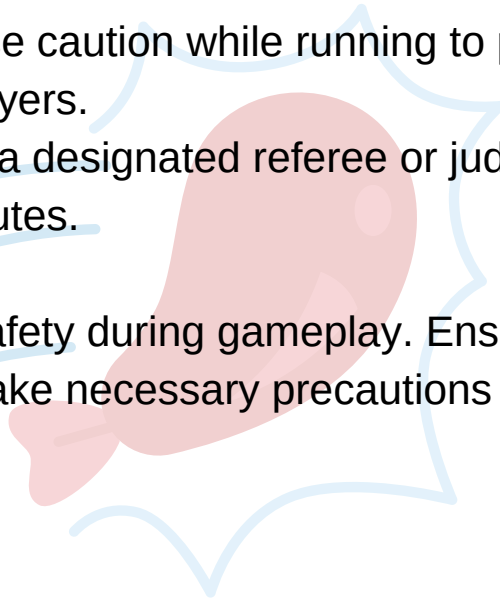 e caution while running to
yers.
a designated referee or jud
utes.
afety during gameplay. Ens
ake necessary precautions